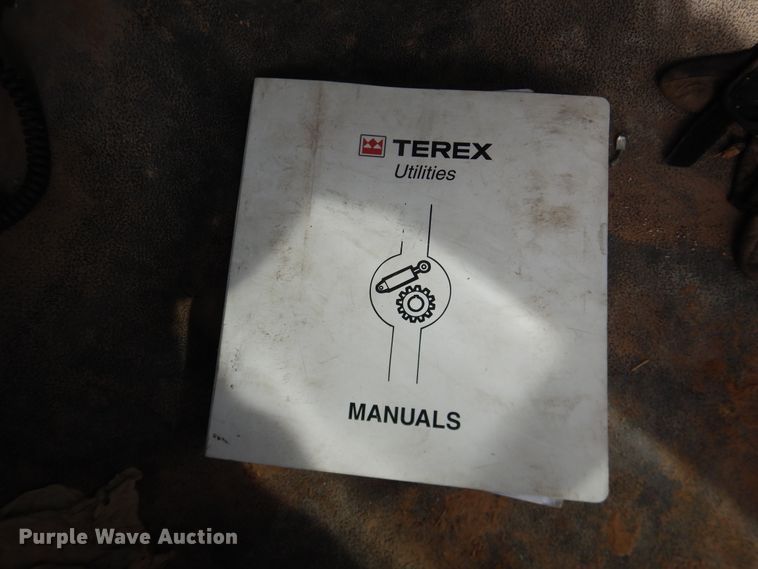 TEREX
Utilities
MANUALS
Purple Wave Auction